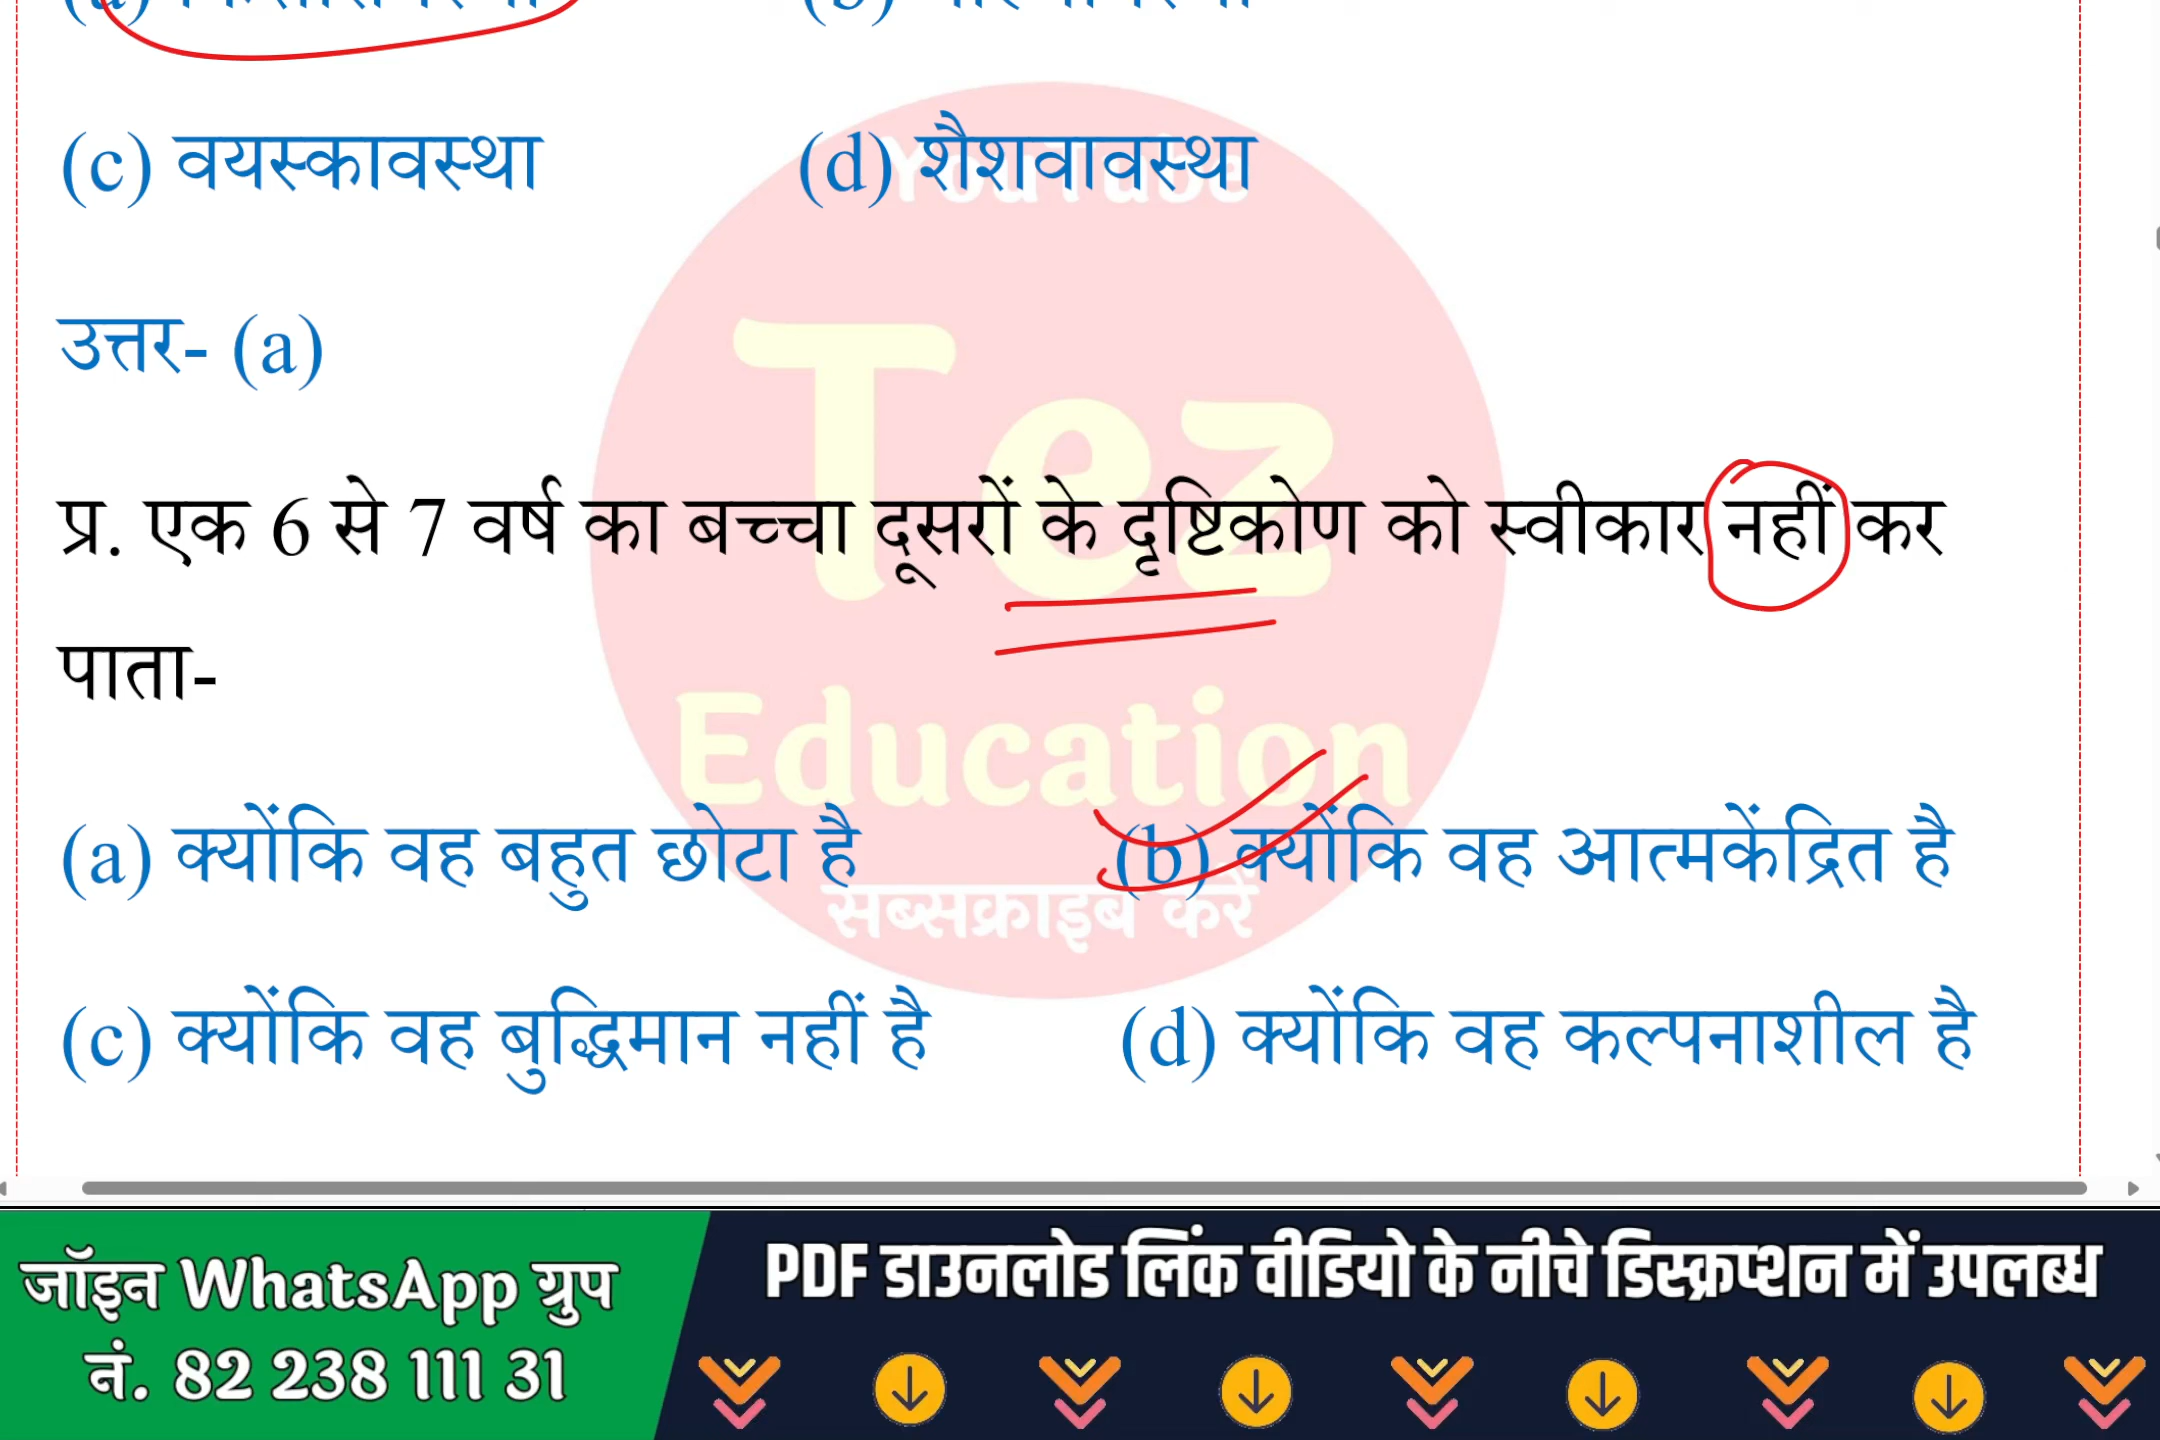 (c) वयस्कावस्था (d) शैशवावस्था
YouTube
उत्तर- (a)
Tez
प्र. एक 6 से 7 वर्ष का बच्चा दूसरों के दृष्टिकोण को स्वीकार नहीं कर
पाता-
Education
(a) क्योंकि वह बहुत छोटा है (b) क्योंकि वह आत्मकेंद्रित है
सब्सक्राइब करें
(c) क्योंकि वह बुद्धिमान नहीं है (d) क्योंकि वह कल्पनाशील है
जॉइन WhatsApp ग्रुप
नं. 82 238 111 31
PDF डाउनलोड लिंक वीडियो के नीचे डिस्क्रप्शन में उपलब्ध